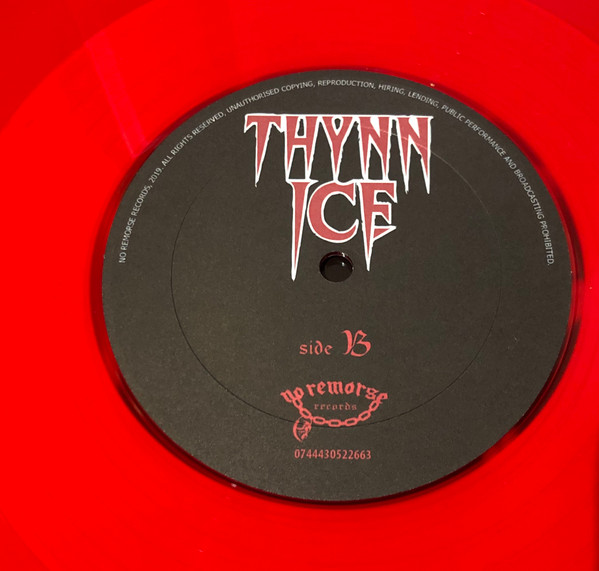 NO REMORSE RECORDS, 2019. ALL RIGHTS RESERVED, UNAUTHORISED COPYING, REPRODUCTION, HIRING, LENDING, PUBLIC PERFORMANCE AND BROADCASTING PROHIBITED.
THYNN
ICE
side B
no remorse
records
0744430522663